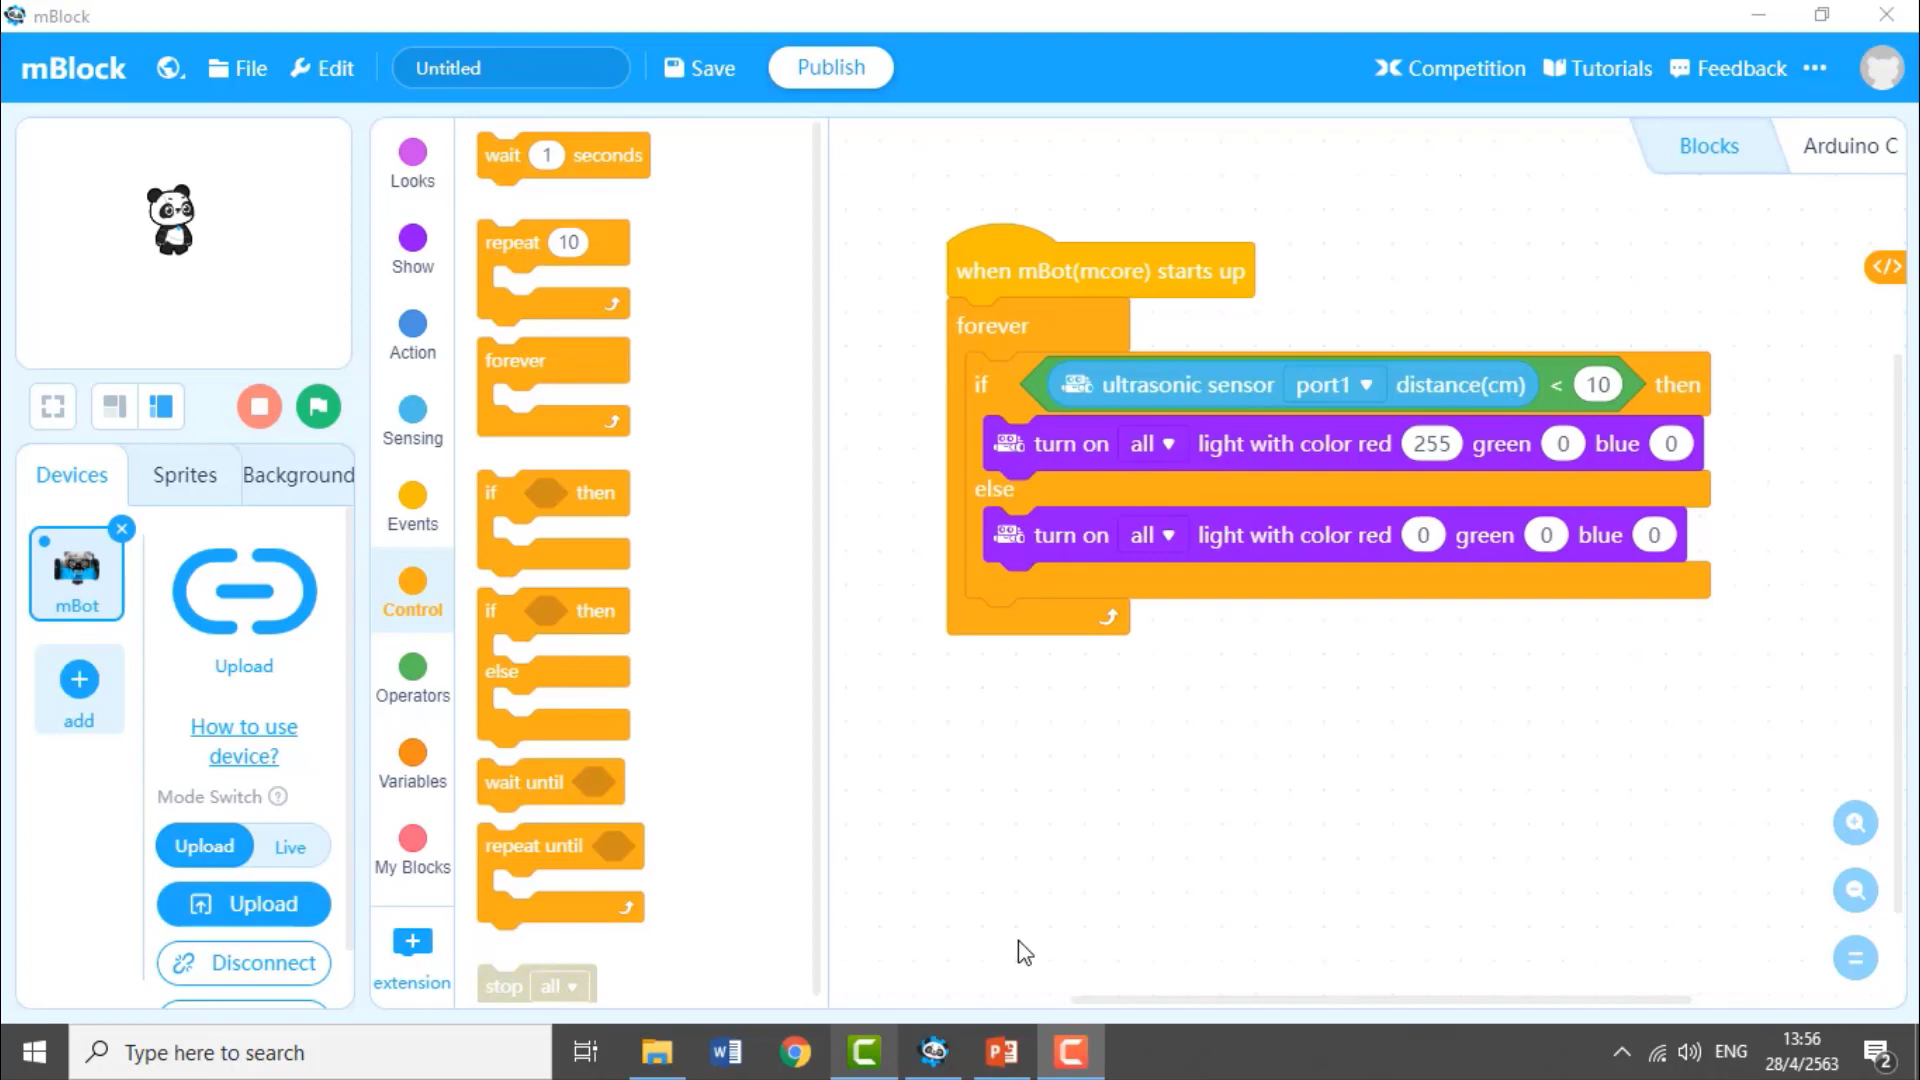 mBlock
mBlock
File
Edit
Untitled
Save
Publish
Competition
Tutorials
Feedback
Blocks
Arduino C
Looks
Show
Action
Sensing
Events
Control
Operators
Variables
My Blocks
extension
wait 1 seconds
repeat 10
forever
if then
if then
else
wait until
repeat until
stop all
when mBot(mcore) starts up
forever
if ultrasonic sensor port1 distance(cm) < 10 then
turn on all light with color red 255 green 0 blue 0
else
turn on all light with color red 0 green 0 blue 0
</>
Devices
Sprites
Background
mBot
add
Upload
How to use
device?
Mode Switch ?
Upload
Live
Upload
Disconnect
Type here to search
ENG
13:56
28/4/2563
2